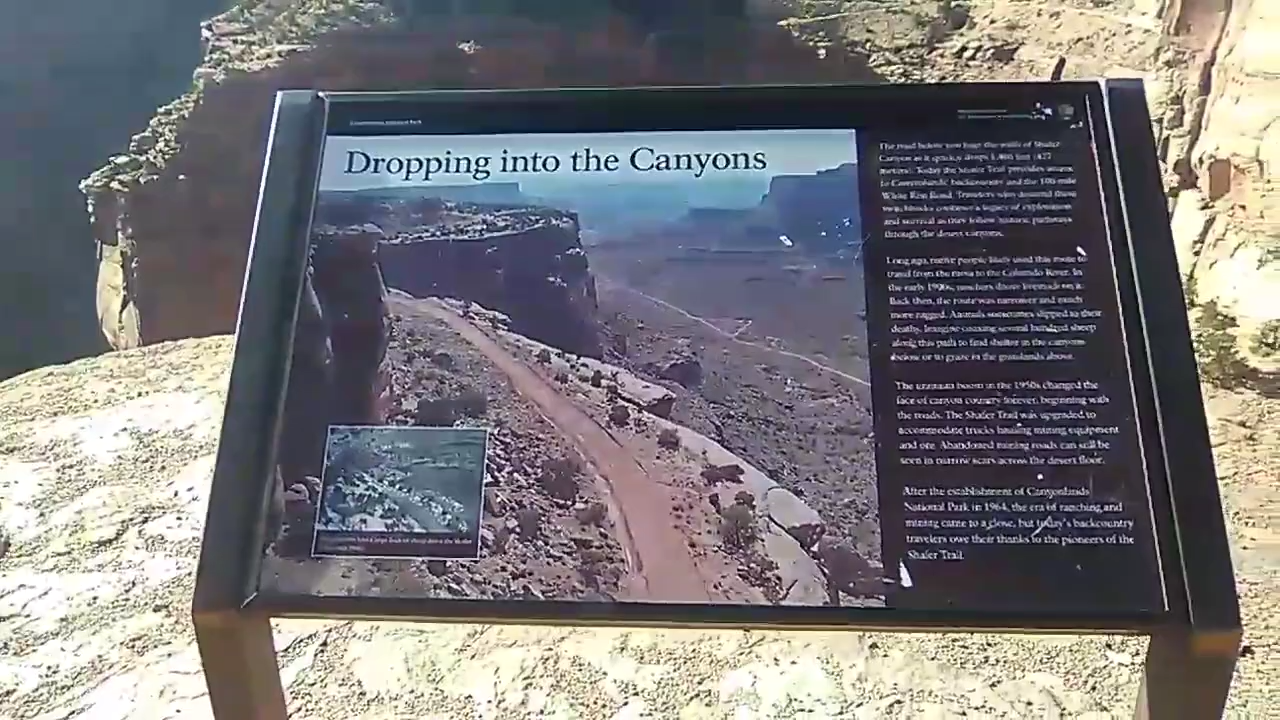 Canyonlands National Park
Dropping into the Canyons
The road below you hugs the walls of Shafer
Canyon as it quickly drops 1,400 feet (427
meters). Today the Shafer Trail provides access
to Canyonlands' backcountry and the 100-mile
White Rim Road. Travelers who descend these
switchbacks continue a legacy of exploration
and survival as they follow historic pathways
through the desert canyons.
Long ago, native people likely used this route to
travel from the mesa to the Colorado River. In
the early 1900s, ranchers drove livestock on it.
Back then, the route was narrower and much
more rugged. Animals sometimes slipped to their
deaths. Imagine coaxing several hundred sheep
along this path to find shelter in the canyons
below or to graze in the grasslands above.
The uranium boom in the 1950s changed the
face of canyon country forever, beginning with
the roads. The Shafer Trail was upgraded to
accommodate trucks hauling mining equipment
and ore. Abandoned mining roads can still be
seen in narrow scars across the desert floor.
After the establishment of Canyonlands
National Park in 1964, the era of ranching and
mining came to a close, but today's backcountry
travelers owe their thanks to the pioneers of the
Shafer Trail.